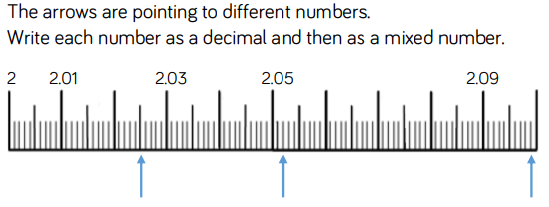 The arrows are pointing to different numbers.
Write each number as a decimal and then as a mixed number.
2 2.01 2.03 2.05 2.09